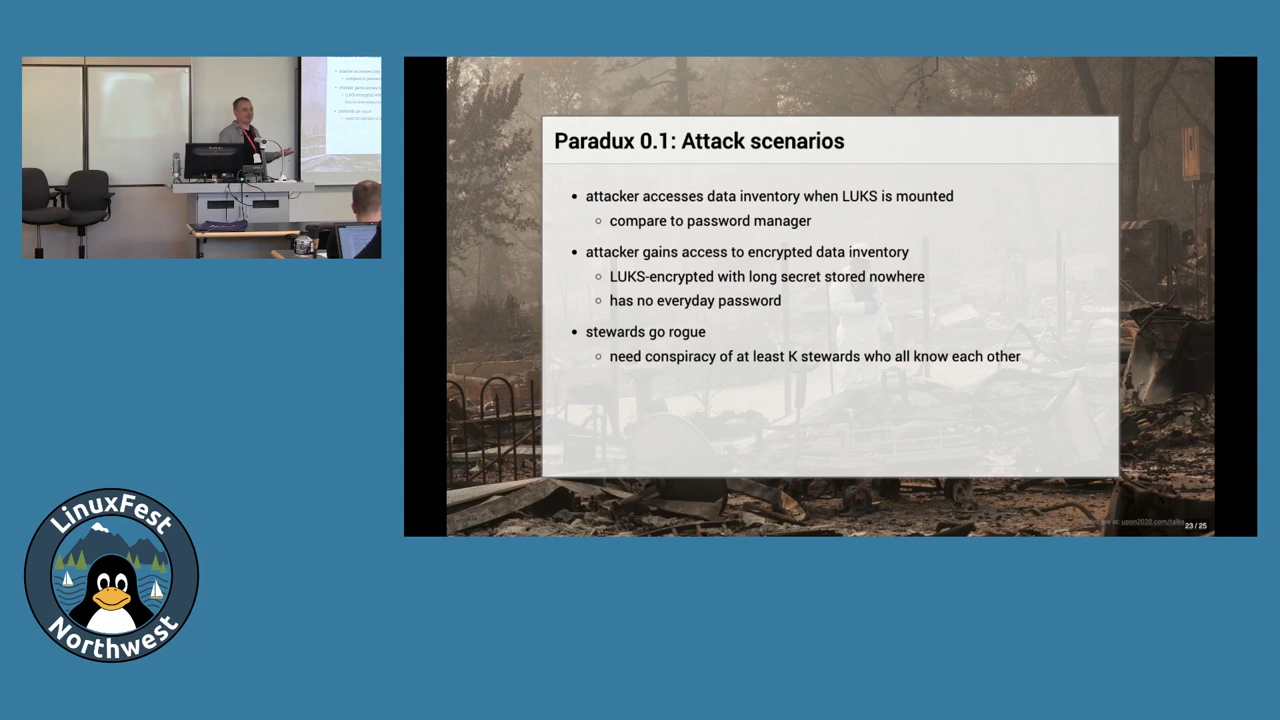 Paradux 0.1: Attack scenarios
• attacker accesses data inventory when LUKS is mounted
○ compare to password manager
• attacker gains access to encrypted data inventory
○ LUKS-encrypted with long secret stored nowhere
○ has no everyday password
• stewards go rogue
○ need conspiracy of at least K stewards who all know each other
are at: upon2020.com/talks
23 / 25
LinuxFest
Northwest